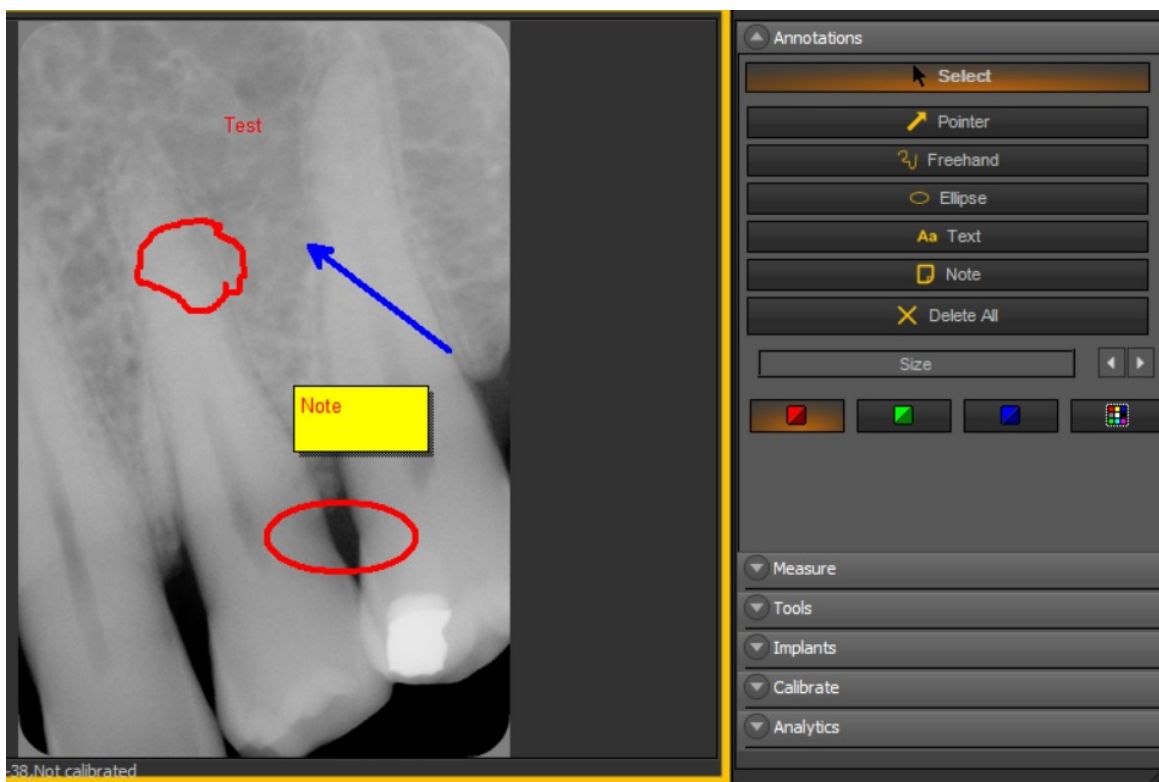 Test
Note
-38,Not calibrated
Annotations
Select
Pointer
Freehand
Ellipse
Aa Text
Note
Delete All
Size
Measure
Tools
Implants
Calibrate
Analytics